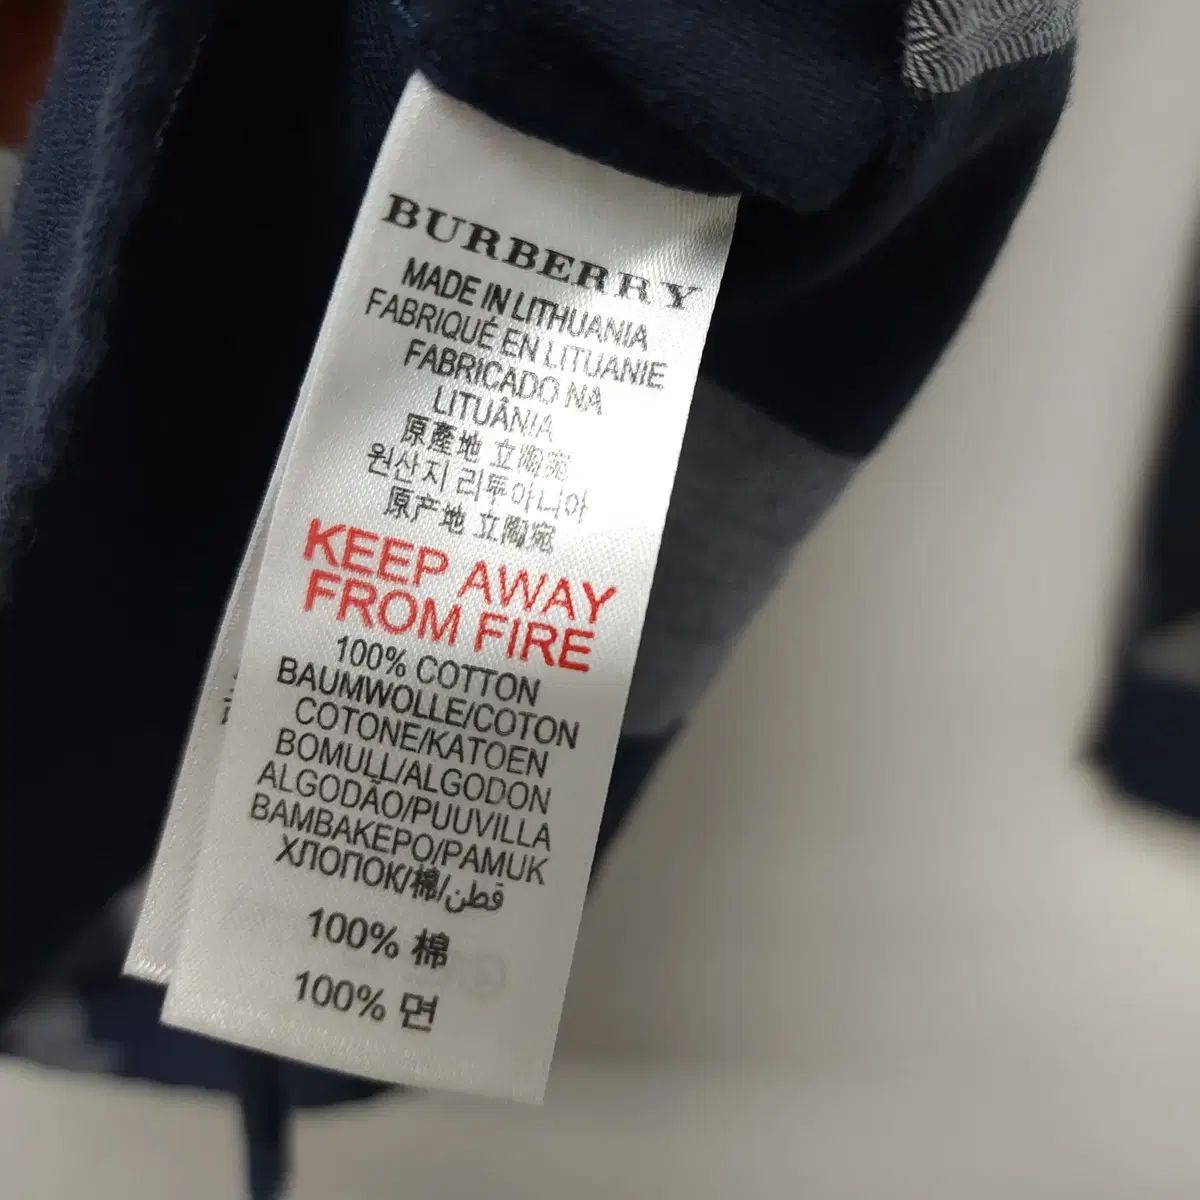 BURBERRY
MADE IN LITHUANIA
FABRIQUÉ EN LITUANIE
FABRICADO NA
LITUÂNIA
原產地 立陶宛
원산지 리투아니아
原产地 立陶宛
KEEP AWAY
FROM FIRE
100% COTTON
BAUMWOLLE/COTON
COTONE/KATOEN
BOMULL/ALGODON
ALGODÃO/PUUVILLA
BAMBAKEPO/PAMUK
ХЛОПОК/棉/قطن
100% 棉
100% 면